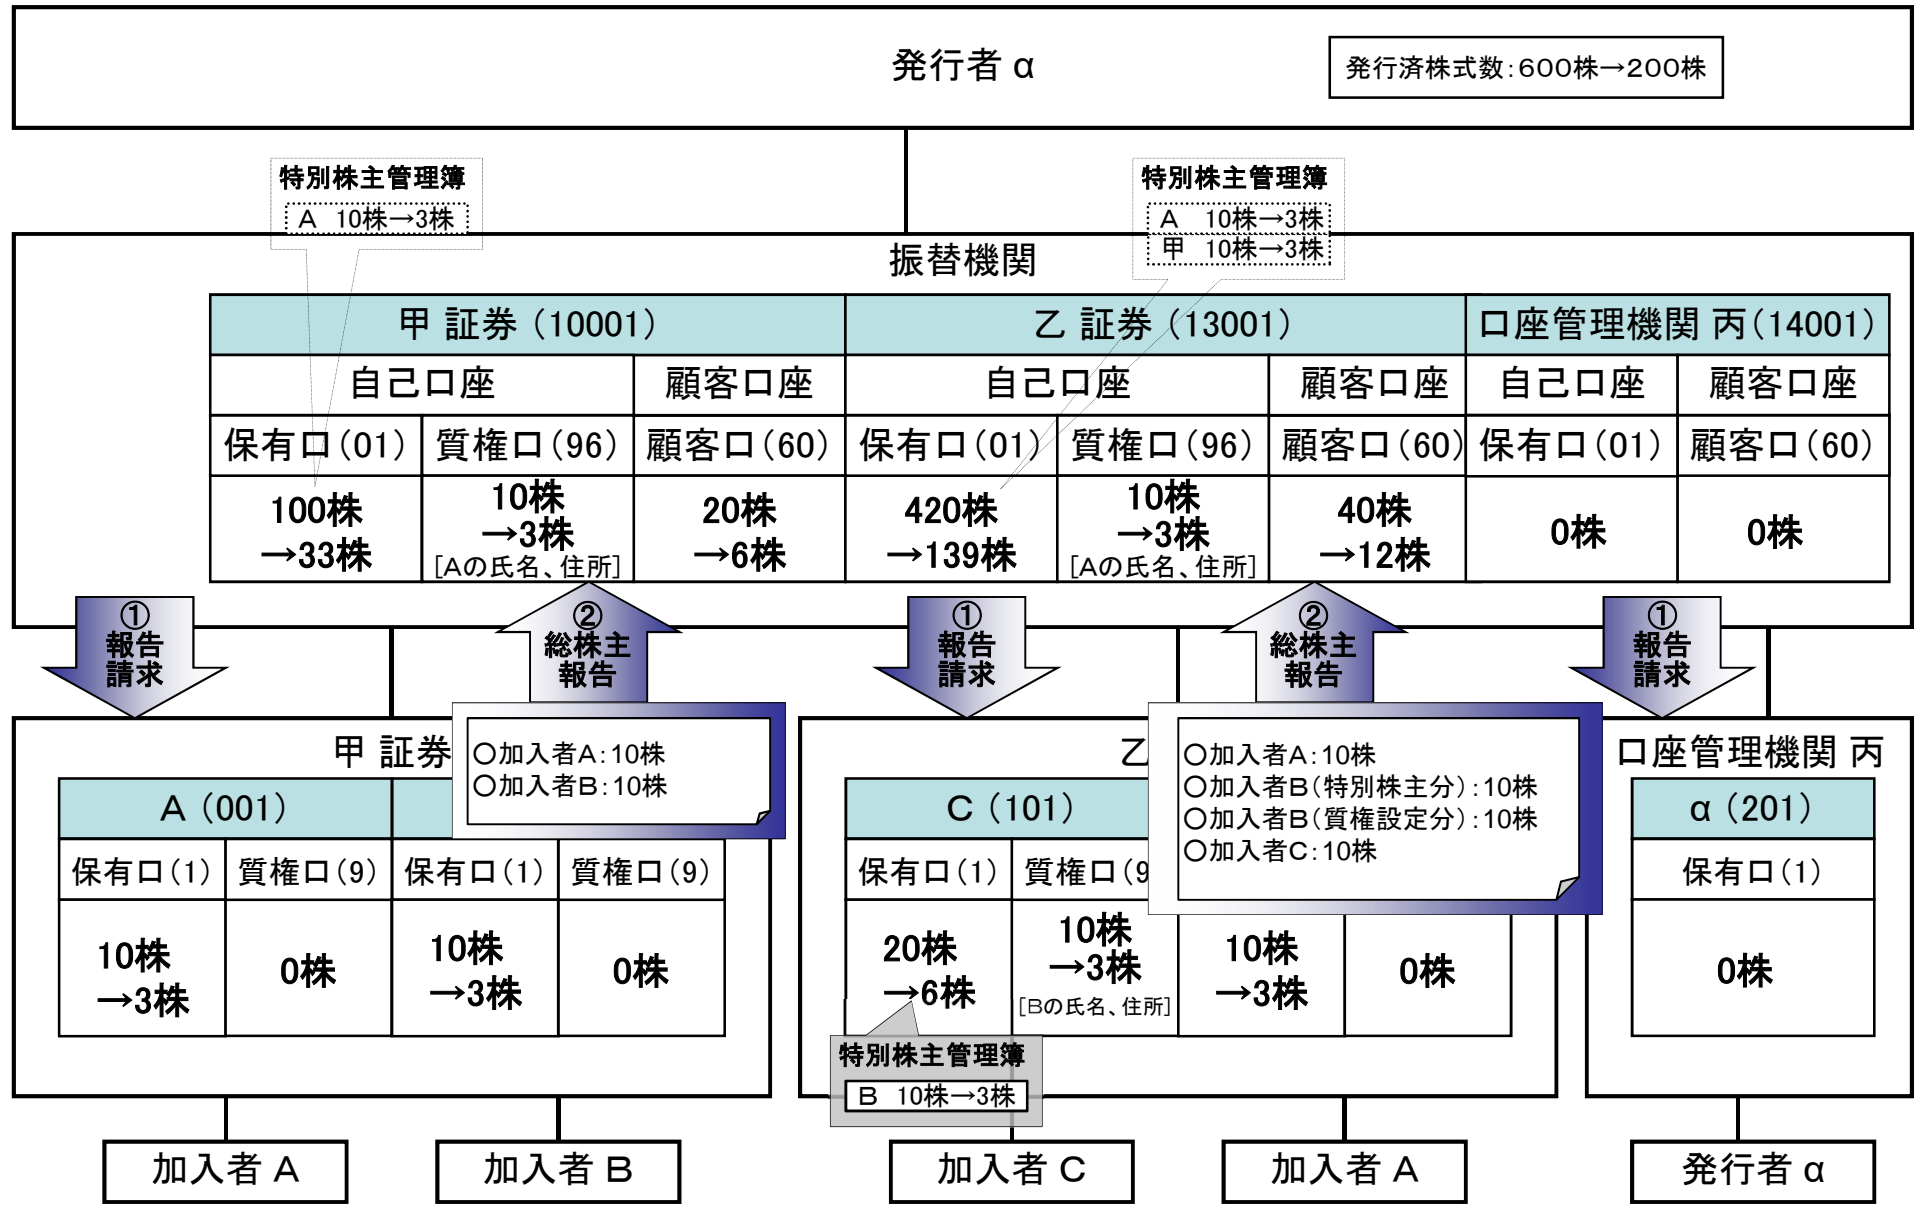 発行者 α
発行済株式数：600株→200株
特別株主管理簿
A 10株→3株
特別株主管理簿
A 10株→3株
甲 10株→3株
振替機関
甲 証券（10001）
乙 証券（13001）
口座管理機関 丙（14001）
自己口座
顧客口座
自己口座
顧客口座
自己口座
顧客口座
保有口（01）
質権口（96）
顧客口（60）
保有口（01）
質権口（96）
顧客口（60）
保有口（01）
顧客口（60）
100株
→33株
10株
→3株
[Aの氏名、住所]
20株
→6株
420株
→139株
10株
→3株
[Aの氏名、住所]
40株
→12株
0株
0株
①
報告
請求
②
総株主
報告
①
報告
請求
②
総株主
報告
①
報告
請求
甲 証券
○加入者A：10株
○加入者B：10株
乙
○加入者A：10株
○加入者B（特別株主分）：10株
○加入者B（質権設定分）：10株
○加入者C：10株
口座管理機関 丙
A（001）
C（101）
α（201）
保有口（1）
質権口（9）
保有口（1）
質権口（9）
保有口（1）
質権口（9
保有口（1）
10株
→3株
0株
10株
→3株
0株
20株
→6株
10株
→3株
[Bの氏名、住所]
10株
→3株
0株
0株
特別株主管理簿
B 10株→3株
加入者 A
加入者 B
加入者 C
加入者 A
発行者 α